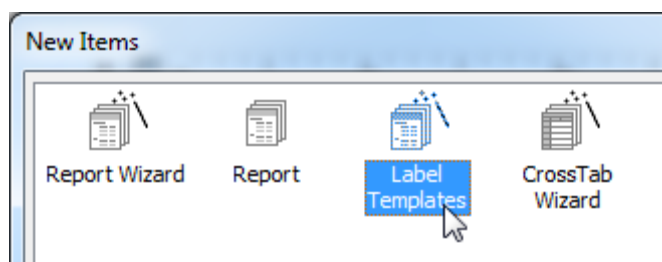 New Items
Report Wizard
Report
Label
Templates
CrossTab
Wizard